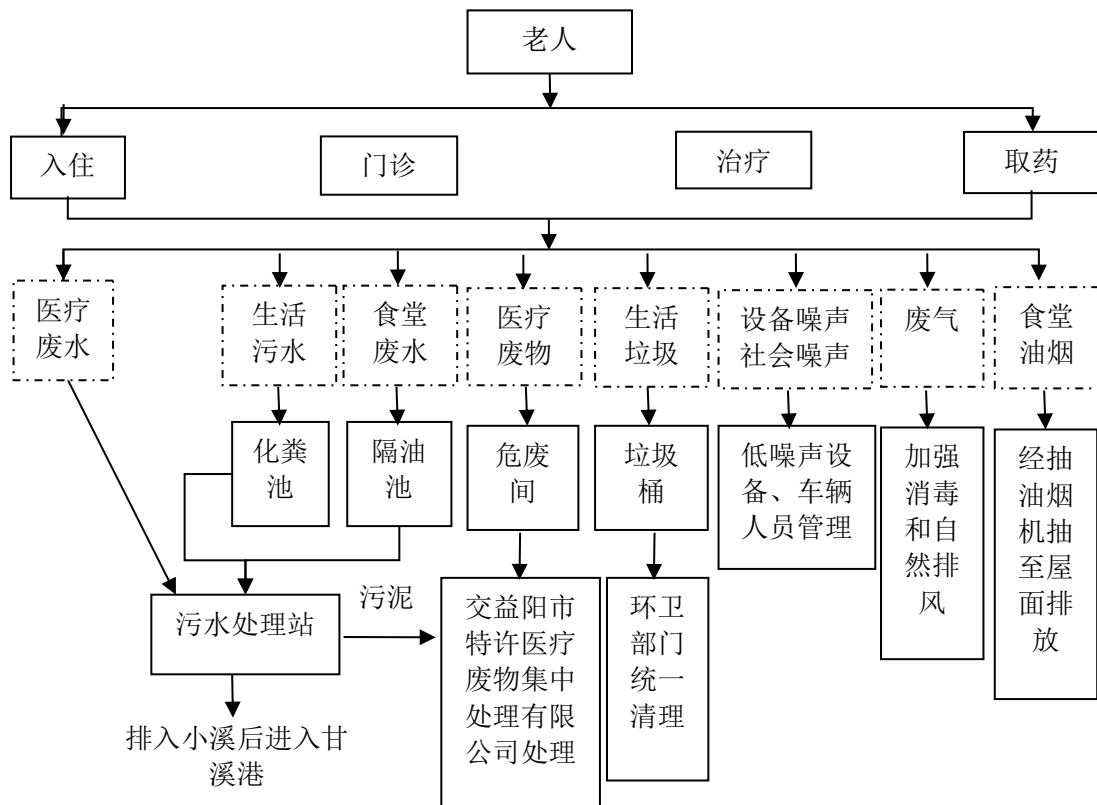 老人
入住
门诊
治疗
取药
医疗
废水
生活
污水
食堂
废水
医疗
废物
生活
垃圾
设备噪声
社会噪声
废气
食堂
油烟
化粪
池
隔油
池
危废
间
垃圾
桶
低噪声设
备、车辆
人员管理
加强
消毒
和自
然排
风
经抽
油烟
机抽
至屋
面排
放
污水处理站
污泥
交益阳市
特许医疗
废物集中
处理有限
公司处理
环卫
部门
统一
清理
排入小溪后进入甘
溪港